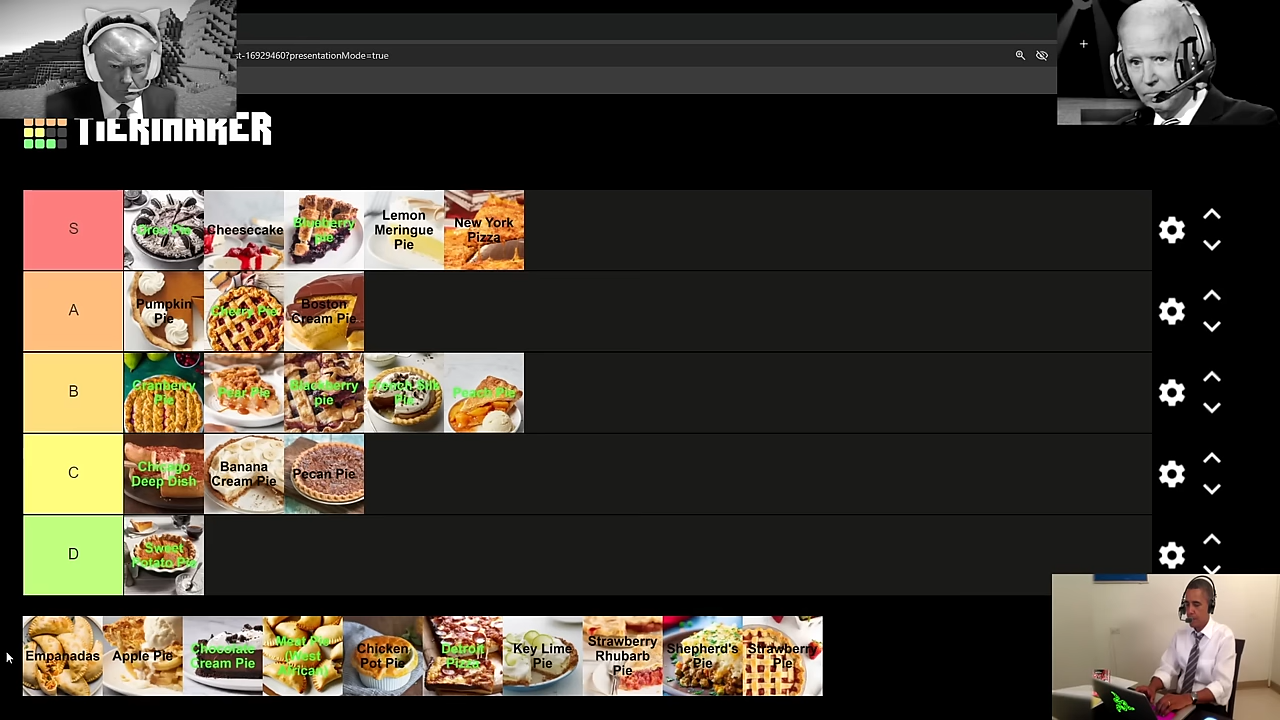 st-16929460?presentationMode=true
TIERMAKER
S
Oreo Pie
Cheesecake
Blueberry
pie
Lemon
Meringue
Pie
New York
Pizza
A
Pumpkin
Pie
Cherry Pie
Boston
Cream Pie
B
Cranberry
Pie
Pear Pie
Blackberry
pie
French Silk
Pie
Peach Pie
C
Chicago
Deep Dish
Banana
Cream Pie
Pecan Pie
D
Sweet
Potato Pie
Empanadas
Apple Pie
Chocolate
Cream Pie
Meat Pie
(West
African)
Chicken
Pot Pie
Detroit
Pizza
Key Lime
Pie
Strawberry
Rhubarb
Pie
Shepherd's
Pie
Strawberry
Pie